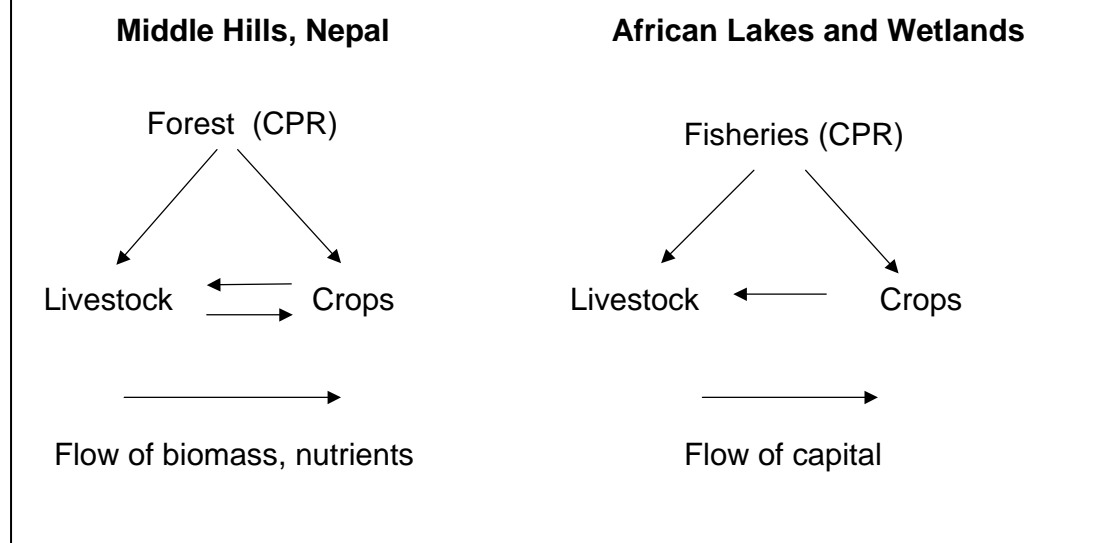 Middle Hills, Nepal
African Lakes and Wetlands
Forest (CPR)
Fisheries (CPR)
Livestock
Crops
Livestock
Crops
Flow of biomass, nutrients
Flow of capital